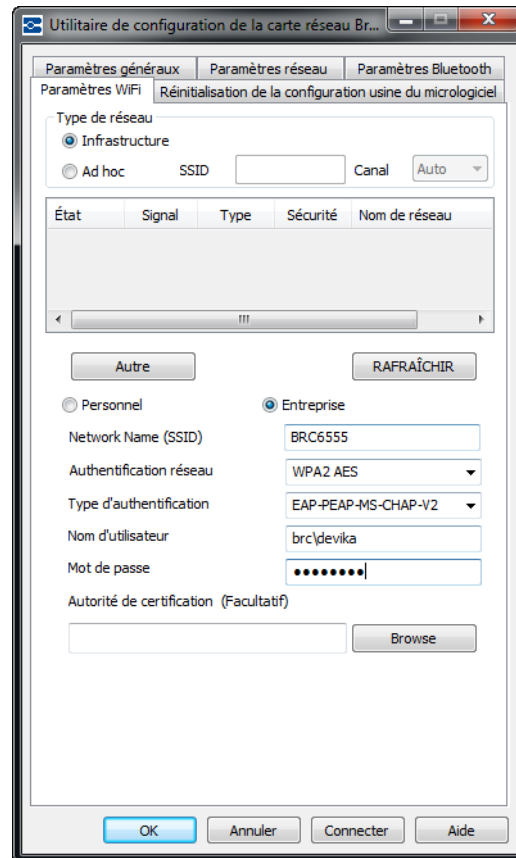 Utilitaire de configuration de la carte réseau Br...
Paramètres généraux Paramètres réseau Paramètres Bluetooth
Paramètres WiFi Réinitialisation de la configuration usine du micrologiciel
Type de réseau
Infrastructure
Ad hoc SSID Canal Auto
État Signal Type Sécurité Nom de réseau
Autre RAFRAÎCHIR
Personnel Entreprise
Network Name (SSID) BRC6555
Authentification réseau WPA2 AES
Type d'authentification EAP-PEAP-MS-CHAP-V2
Nom d'utilisateur brc\devika
Mot de passe ●●●●●●●●
Autorité de certification (Facultatif)
Browse
OK Annuler Connecter Aide